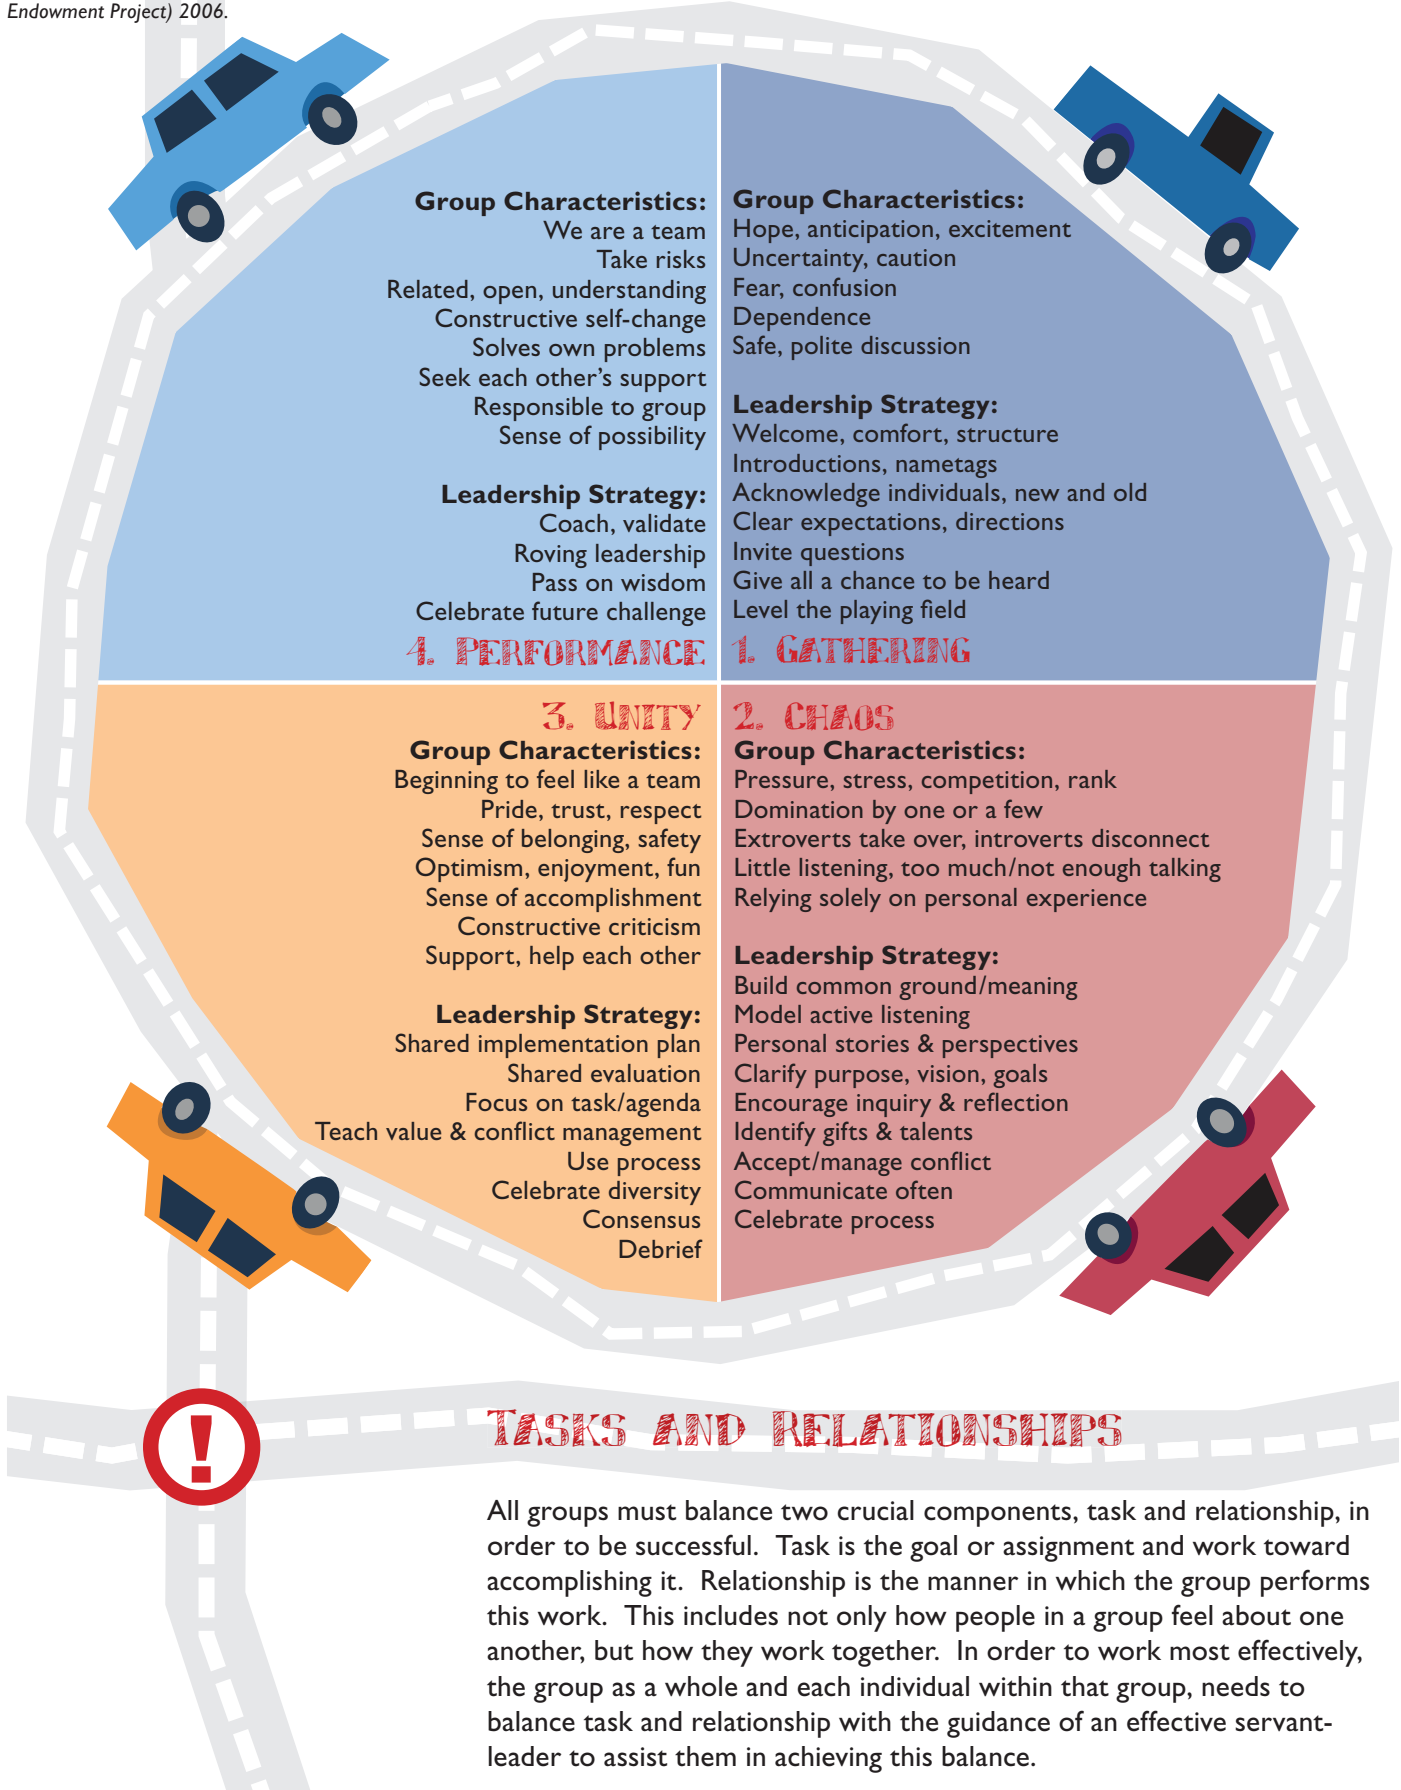 Endowment Project) 2006.
Group Characteristics:
We are a team
Take risks
Related, open, understanding
Constructive self-change
Solves own problems
Seek each other's support
Responsible to group
Sense of possibility
Leadership Strategy:
Coach, validate
Roving leadership
Pass on wisdom
Celebrate future challenge
4. Performance
Group Characteristics:
Hope, anticipation, excitement
Uncertainty, caution
Fear, confusion
Dependence
Safe, polite discussion
Leadership Strategy:
Welcome, comfort, structure
Introductions, nametags
Acknowledge individuals, new and old
Clear expectations, directions
Invite questions
Give all a chance to be heard
Level the playing field
1. Gathering
3. Unity
Group Characteristics:
Beginning to feel like a team
Pride, trust, respect
Sense of belonging, safety
Optimism, enjoyment, fun
Sense of accomplishment
Constructive criticism
Support, help each other
Leadership Strategy:
Shared implementation plan
Shared evaluation
Focus on task/agenda
Teach value & conflict management
Use process
Celebrate diversity
Consensus
Debrief
2. Chaos
Group Characteristics:
Pressure, stress, competition, rank
Domination by one or a few
Extroverts take over, introverts disconnect
Little listening, too much/not enough talking
Relying solely on personal experience
Leadership Strategy:
Build common ground/meaning
Model active listening
Personal stories & perspectives
Clarify purpose, vision, goals
Encourage inquiry & reflection
Identify gifts & talents
Accept/manage conflict
Communicate often
Celebrate process
!
Tasks and Relationships
All groups must balance two crucial components, task and relationship, in
order to be successful.  Task is the goal or assignment and work toward
accomplishing it.  Relationship is the manner in which the group performs
this work.  This includes not only how people in a group feel about one
another, but how they work together.  In order to work most effectively,
the group as a whole and each individual within that group, needs to
balance task and relationship with the guidance of an effective servant-
leader to assist them in achieving this balance.